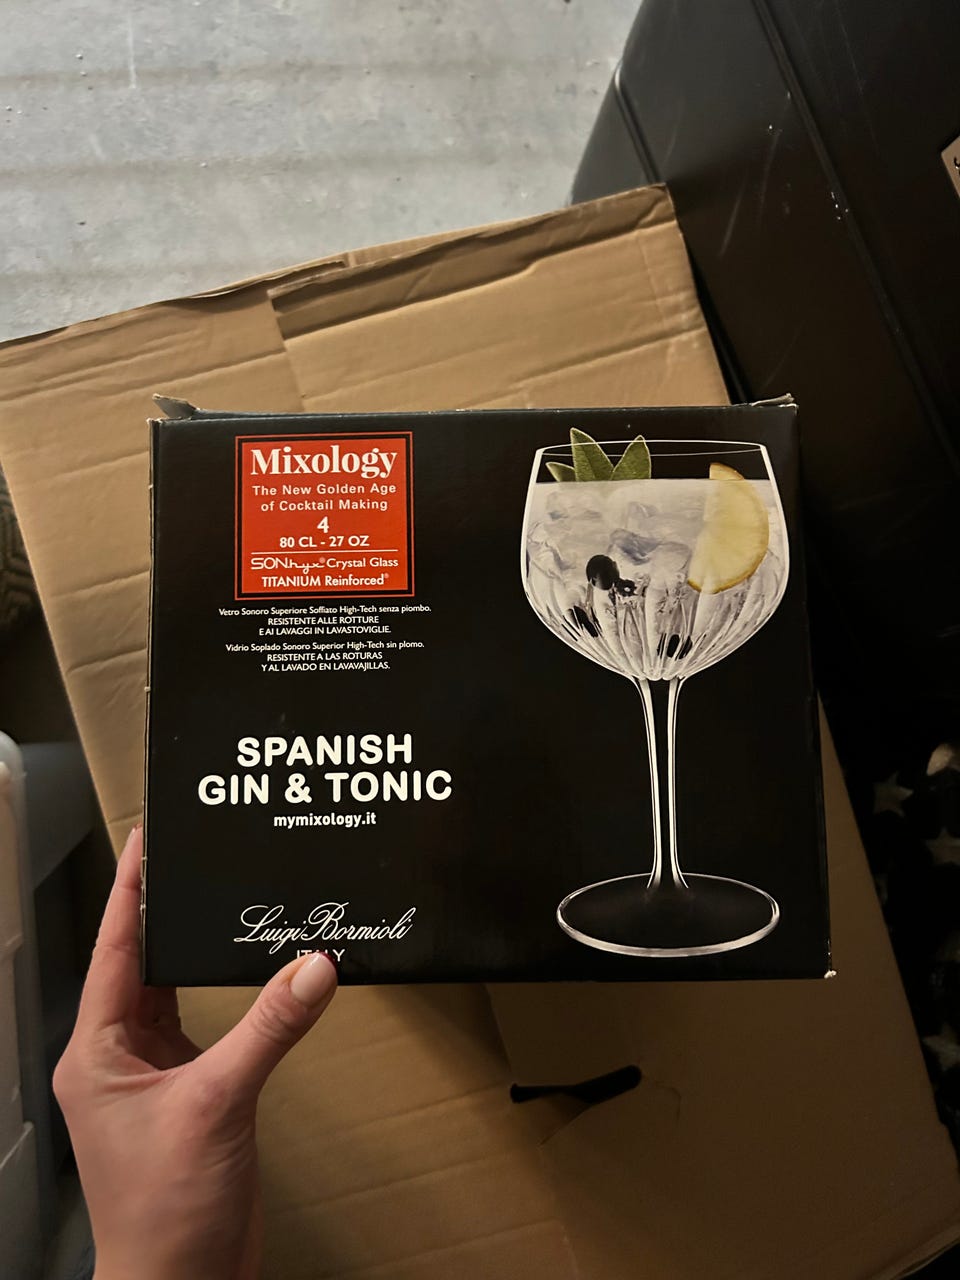 Mixology
The New Golden Age
of Cocktail Making
4
80 CL - 27 OZ
SONhyx® Crystal Glass
TITANIUM Reinforced®
Vetro Sonoro Superiore Soffiato High-Tech senza piombo.
RESISTENTE ALLE ROTTURE
E AI LAVAGGI IN LAVASTOVIGLIE.
Vidrio Soplado Sonoro Superior High-Tech sin plomo.
RESISTENTE A LAS ROTURAS
Y AL LAVADO EN LAVAVAJILLAS.
SPANISH
GIN & TONIC
mymixology.it
Luigi Bormioli
ITALY